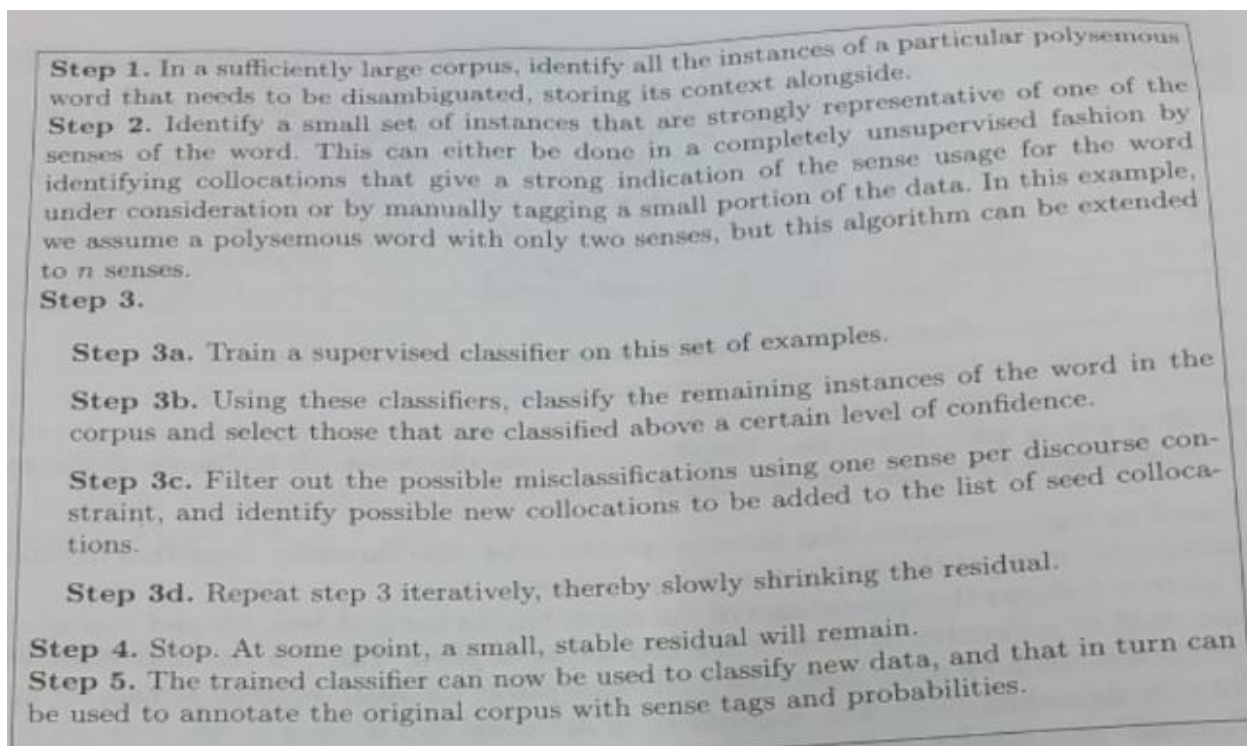 Step 1. In a sufficiently large corpus, identify all the instances of a particular polysemous
word that needs to be disambiguated, storing its context alongside.
Step 2. Identify a small set of instances that are strongly representative of one of the
senses of the word. This can either be done in a completely unsupervised fashion by
identifying collocations that give a strong indication of the sense usage for the word
under consideration or by manually tagging a small portion of the data. In this example,
we assume a polysemous word with only two senses, but this algorithm can be extended
to n senses.
Step 3.
Step 3a. Train a supervised classifier on this set of examples.
Step 3b. Using these classifiers, classify the remaining instances of the word in the
corpus and select those that are classified above a certain level of confidence.
Step 3c. Filter out the possible misclassifications using one sense per discourse con-
straint, and identify possible new collocations to be added to the list of seed colloca-
tions.
Step 3d. Repeat step 3 iteratively, thereby slowly shrinking the residual.
Step 4. Stop. At some point, a small, stable residual will remain.
Step 5. The trained classifier can now be used to classify new data, and that in turn can
be used to annotate the original corpus with sense tags and probabilities.